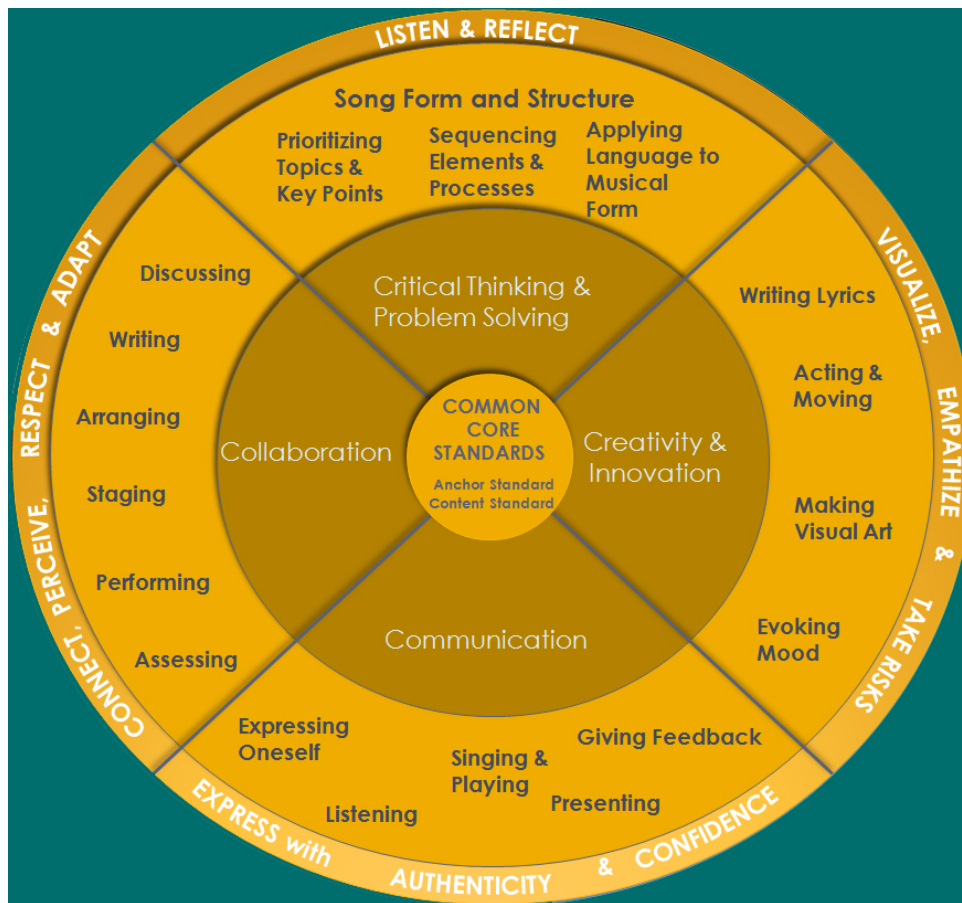 LISTEN & REFLECT
Song Form and Structure
Prioritizing
Topics &
Key Points
Sequencing
Elements &
Processes
Applying
Language to
Musical
Form
Critical Thinking &
Problem Solving
VISUALIZE, EMPATHIZE & TAKE RISKS
Writing Lyrics
Acting &
Moving
Making
Visual Art
Evoking
Mood
Creativity &
Innovation
COMMON
CORE
STANDARDS
Anchor Standard
Content Standard
Collaboration
CONNECT, PERCEIVE, RESPECT & ADAPT
Discussing
Writing
Arranging
Staging
Performing
Assessing
Communication
Expressing
Oneself
Listening
Singing &
Playing
Giving Feedback
Presenting
EXPRESS with AUTHENTICITY & CONFIDENCE